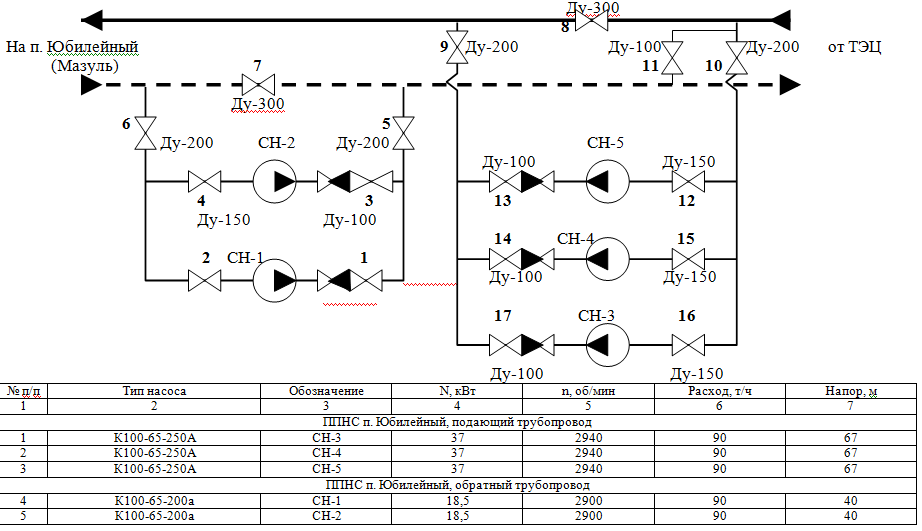 Ду-300
8
На п. Юбилейный
(Мазуль)
9
Ду-200
Ду-100
Ду-200
от ТЭЦ
11
10
7
Ду-300
6
Ду-200
СН-2
5
Ду-200
4
Ду-150
3
Ду-100
2
СН-1
1
Ду-100
СН-5
Ду-150
13
12
14
СН-4
15
Ду-100
Ду-150
17
СН-3
16
Ду-100
Ду-150
№ п/п Тип насоса Обозначение N, кВт n, об/мин Расход, т/ч Напор, м
1 2 3 4 5 6 7
ППНС п. Юбилейный, подающий трубопровод
1 К100-65-250А СН-3 37 2940 90 67
2 К100-65-250А СН-4 37 2940 90 67
3 К100-65-250А СН-5 37 2940 90 67
ППНС п. Юбилейный, обратный трубопровод
4 К100-65-200а СН-1 18,5 2900 90 40
5 К100-65-200а СН-2 18,5 2900 90 40